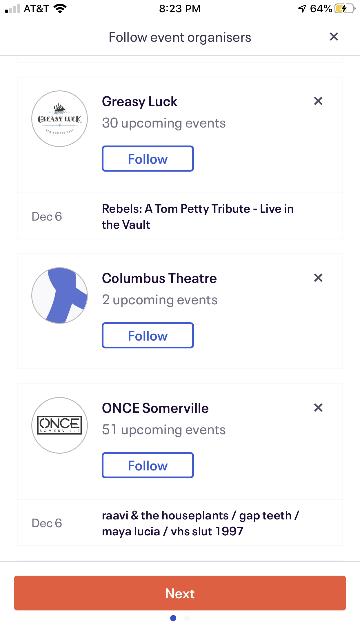 AT&T 8:23 PM 64%
Follow event organisers
Greasy Luck
30 upcoming events
GREASY LUCK
Follow
Dec 6
Rebels: A Tom Petty Tribute - Live in
the Vault
Columbus Theatre
2 upcoming events
Follow
ONCE Somerville
51 upcoming events
ONCE
SOMERVILLE
Follow
Dec 6
raavi & the houseplants / gap teeth /
maya lucia / vhs slut 1997
Next